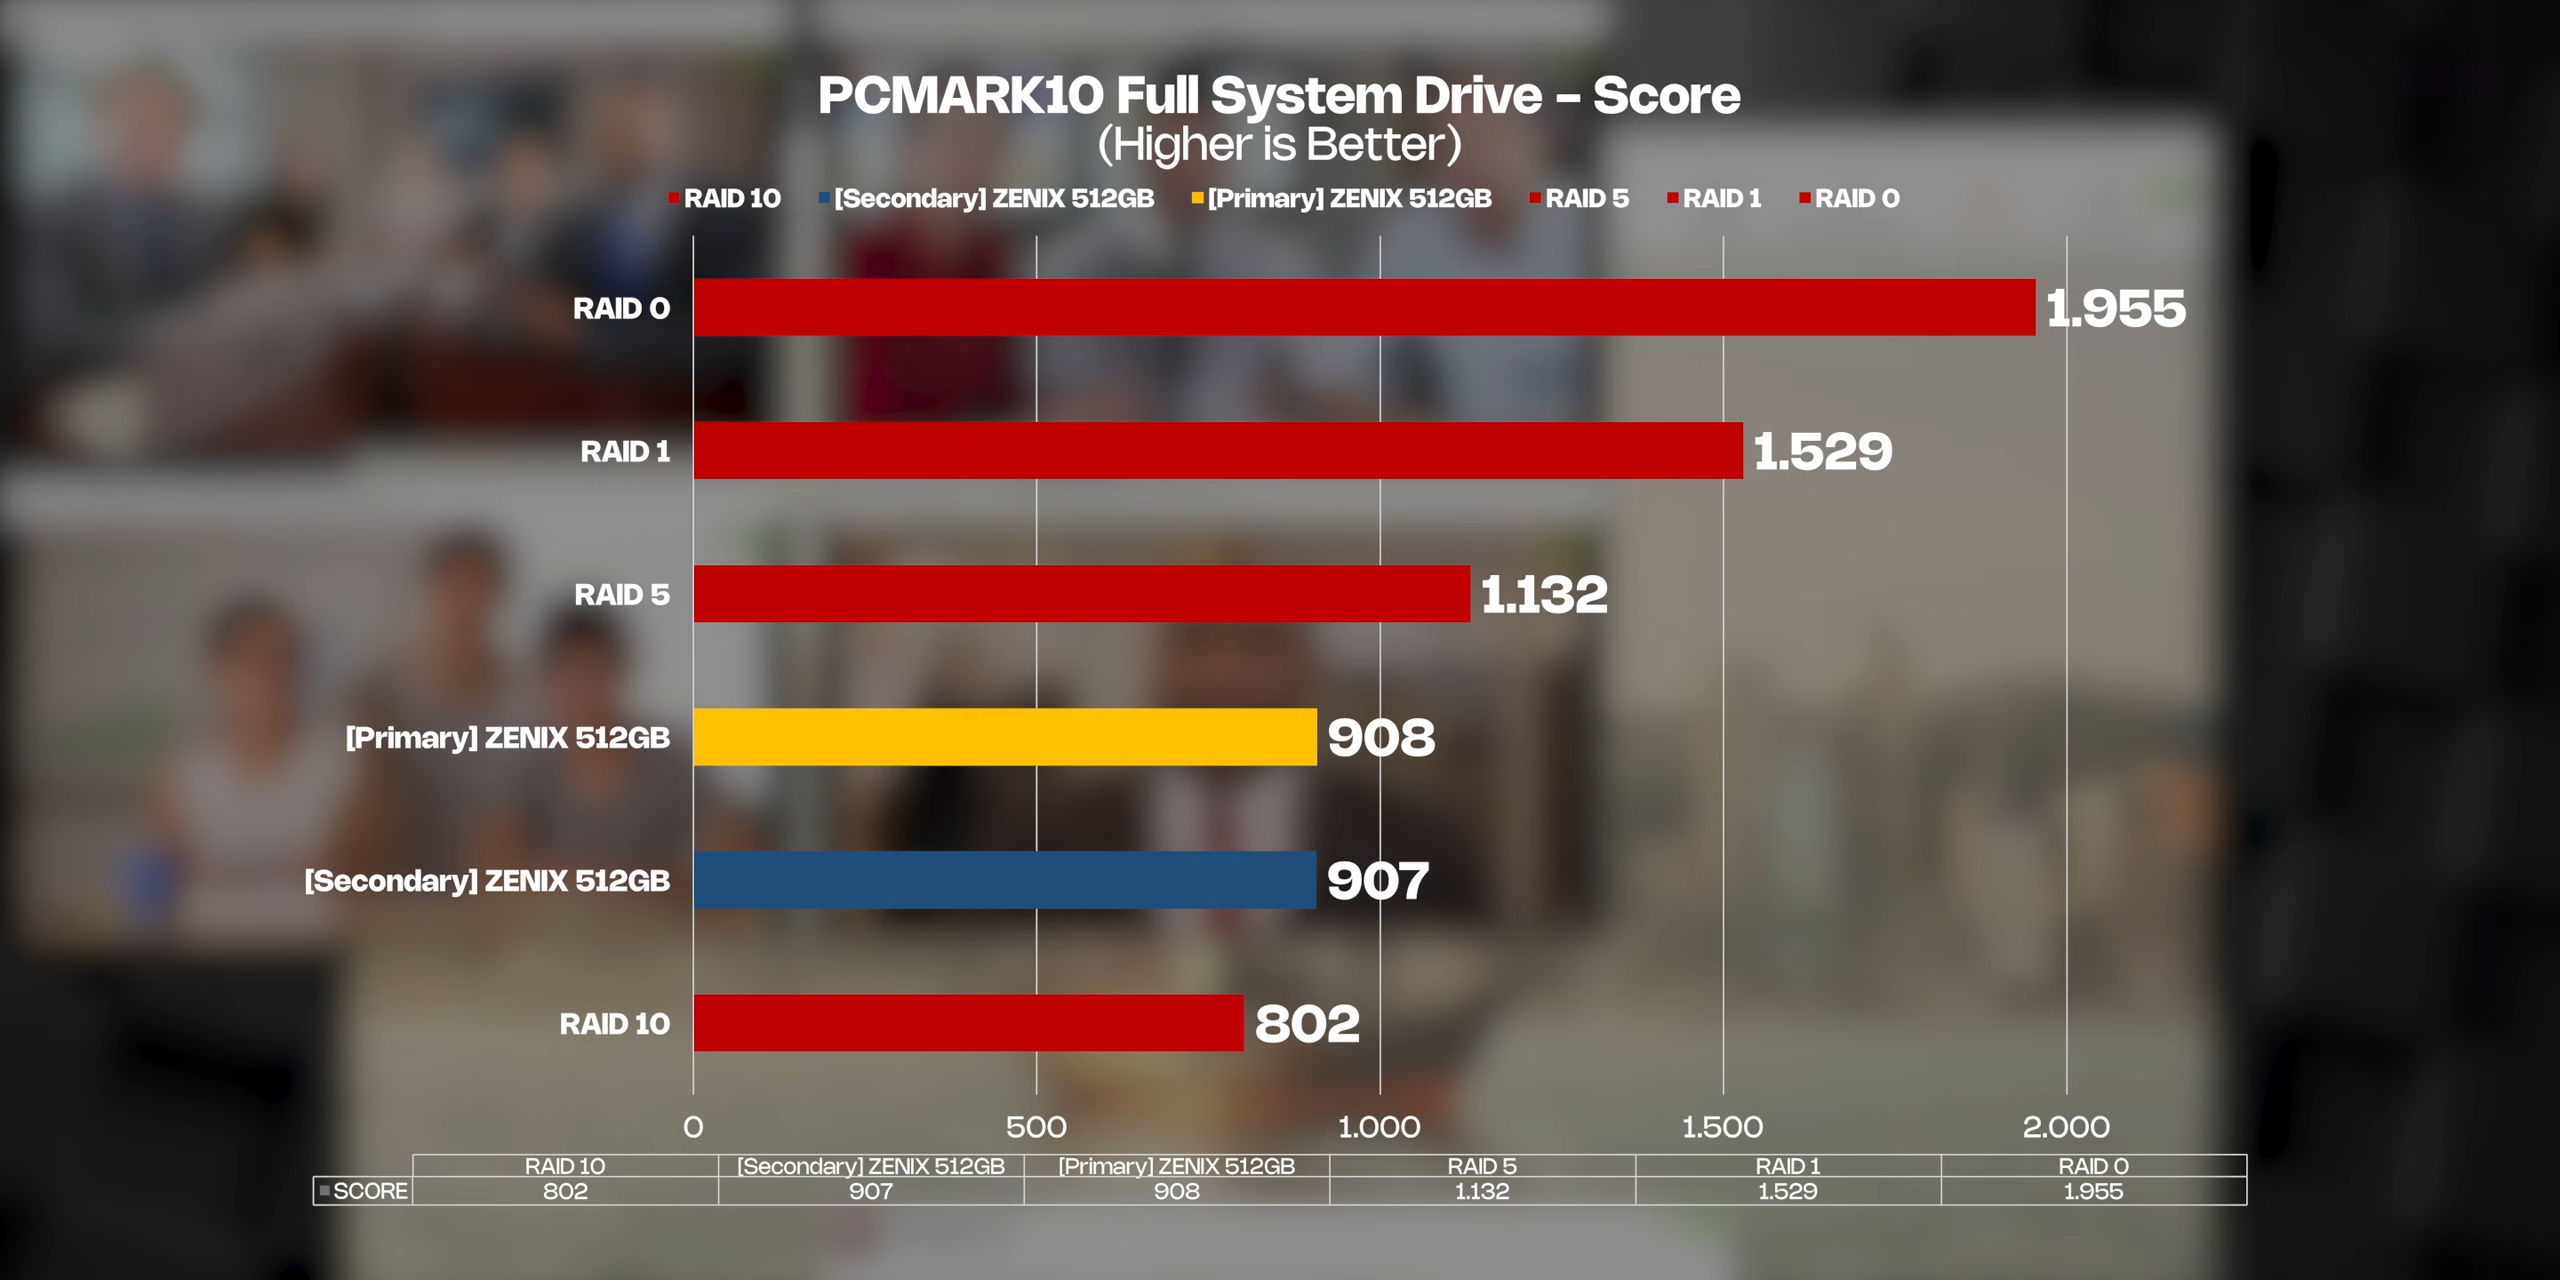 PCMARK10 Full System Drive – Score
(Higher is Better)
RAID 10 [Secondary] ZENIX 512GB [Primary] ZENIX 512GB RAID 5 RAID 1 RAID 0
RAID 0 1.955
RAID 1 1.529
RAID 5 1.132
[Primary] ZENIX 512GB 908
[Secondary] ZENIX 512GB 907
RAID 10 802
0 500 1.000 1.500 2.000
RAID 10 [Secondary] ZENIX 512GB [Primary] ZENIX 512GB RAID 5 RAID 1 RAID 0
SCORE 802 907 908 1.132 1.529 1.955